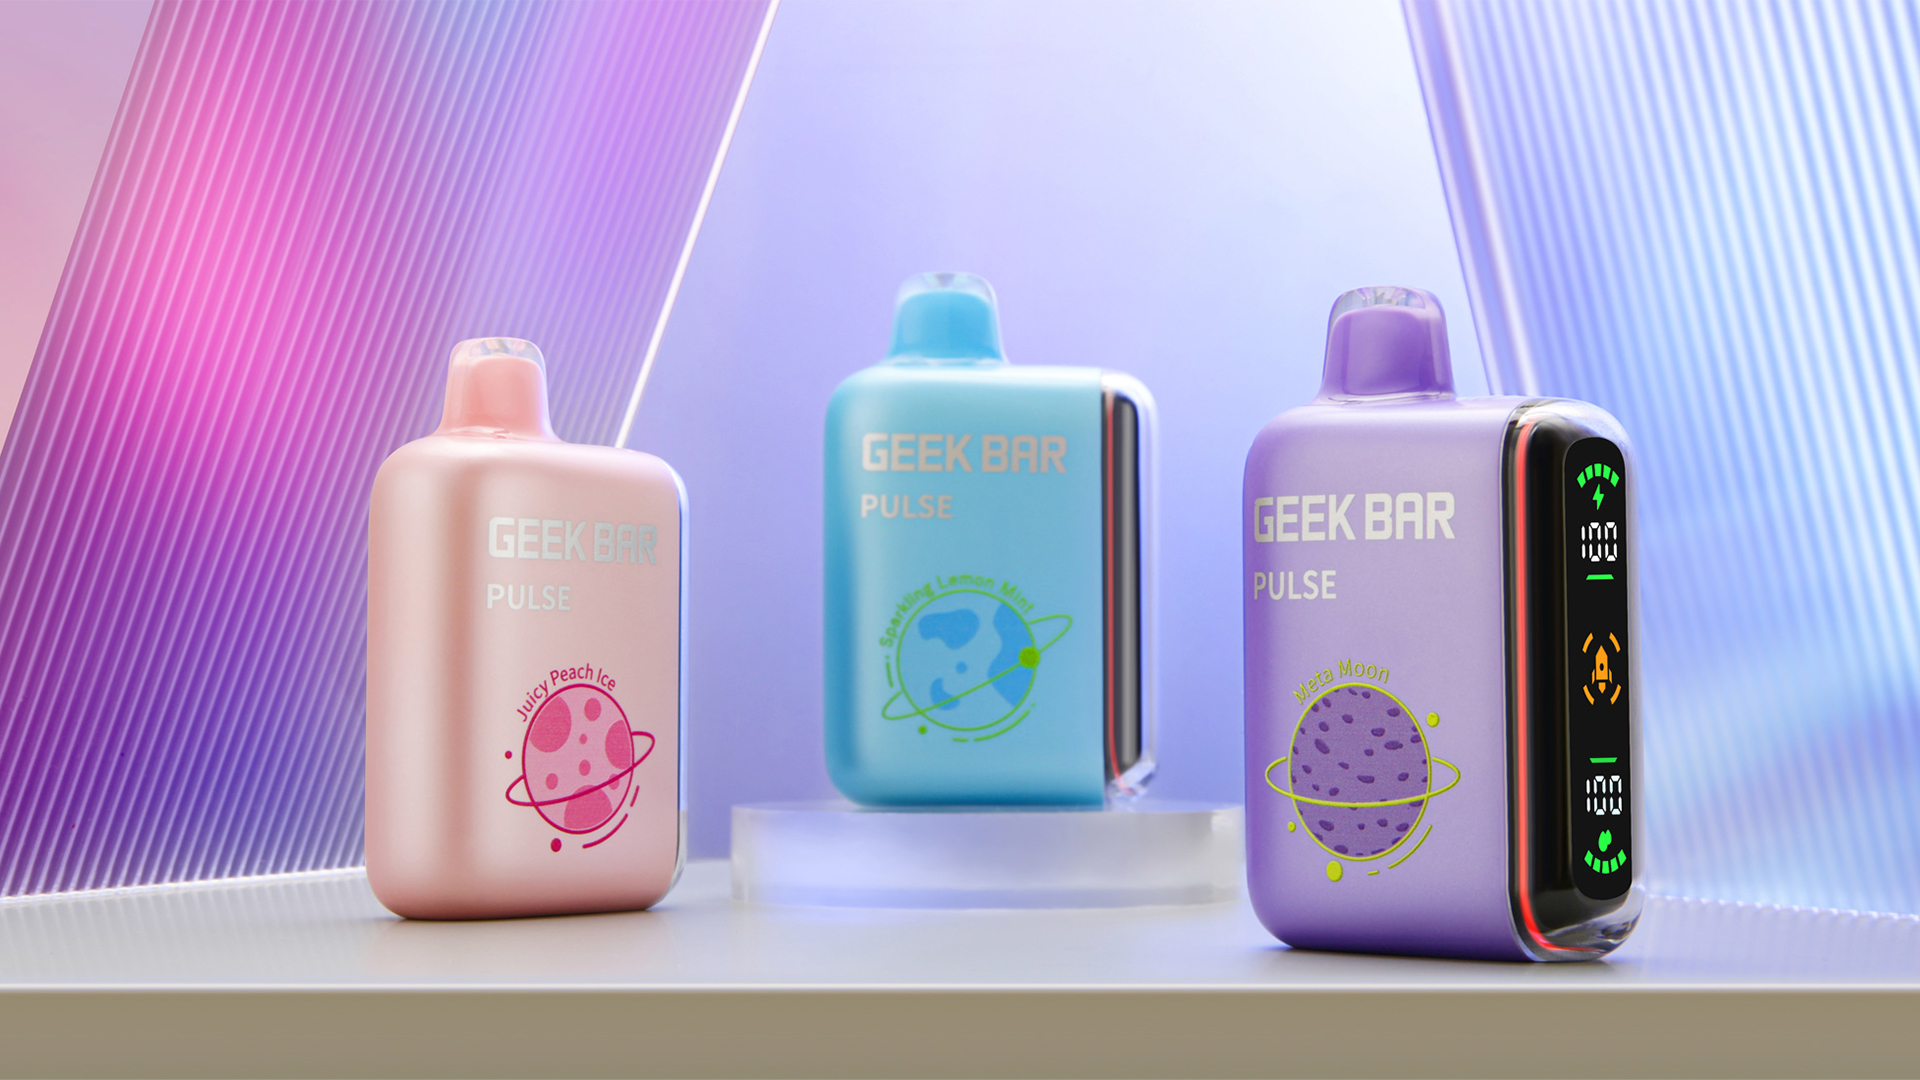 GEEK BAR
PULSE
Juicy Peach Ice
GEEK BAR
PULSE
Sparkling Lemon Mint
GEEK BAR
PULSE
Meta Moon
100
100